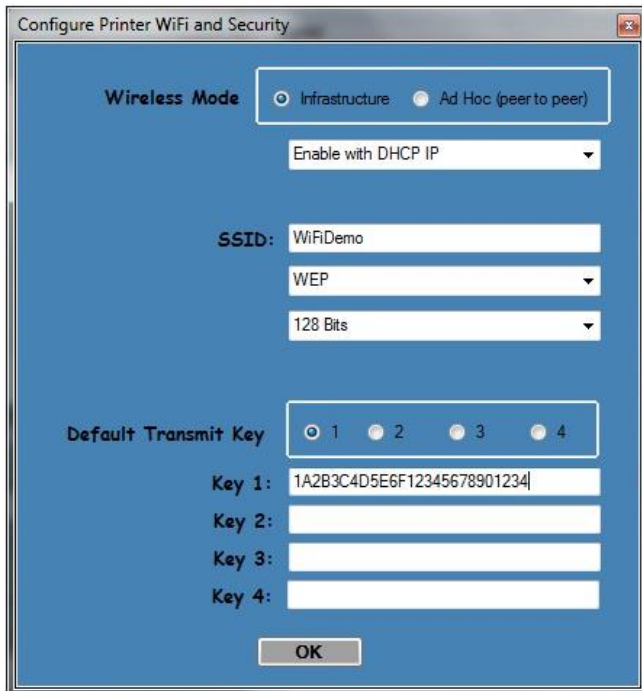 Configure Printer WiFi and Security
Wireless Mode Infrastructure Ad Hoc (peer to peer)
Enable with DHCP IP
SSID: WiFiDemo
WEP
128 Bits
Default Transmit Key 1 2 3 4
Key 1: 1A2B3C4D5E6F12345678901234
Key 2:
Key 3:
Key 4:
OK